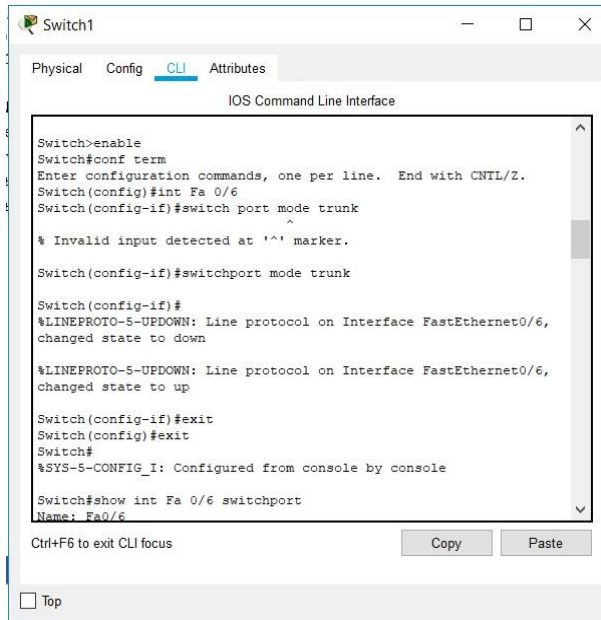 Switch1
Physical Config CLI Attributes
IOS Command Line Interface
Switch>enable
Switch#conf term
Enter configuration commands, one per line.  End with CNTL/Z.
Switch(config)#int Fa 0/6
Switch(config-if)#switch port mode trunk
^
% Invalid input detected at '^' marker.
Switch(config-if)#switchport mode trunk
Switch(config-if)#
%LINEPROTO-5-UPDOWN: Line protocol on Interface FastEthernet0/6,
changed state to down
%LINEPROTO-5-UPDOWN: Line protocol on Interface FastEthernet0/6,
changed state to up
Switch(config-if)#exit
Switch(config)#exit
Switch#
%SYS-5-CONFIG_I: Configured from console by console
Switch#show int Fa 0/6 switchport
Name: Fa0/6
Ctrl+F6 to exit CLI focus Copy Paste
Top